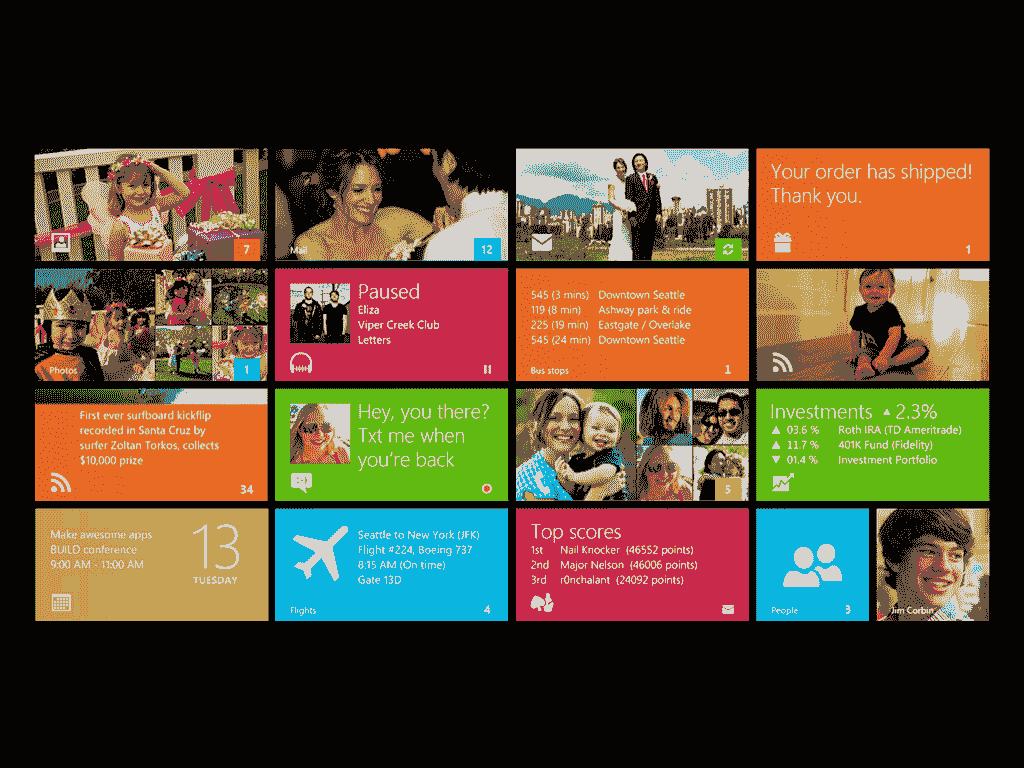 7
Mail
12
Your order has shipped!
Thank you.
1
Photos
1
Paused
Eliza
Viper Creek Club
Letters
545 (3 mins) Downtown Seattle
119 (8 min) Ashway park & ride
225 (19 min) Eastgate / Overlake
545 (24 min) Downtown Seattle
Bus stops
1
First ever surfboard kickflip
recorded in Santa Cruz by
surfer Zoltan Torkos, collects
$10,000 prize
34
Hey, you there?
Txt me when
you're back
5
Investments ▲ 2.3%
▲ 03.6 % Roth IRA (TD Ameritrade)
▲ 11.7 % 401K Fund (Fidelity)
▼ 01.4 % Investment Portfolio
Make awesome apps
BUILD conference
9:00 AM - 11:00 AM
13
TUESDAY
Seattle to New York (JFK)
Flight #224, Boeing 737
8:15 AM (On time)
Gate 13D
Flights
4
Top scores
1st Nail Knocker (46552 points)
2nd Major Nelson (46006 points)
3rd r0nchalant (24092 points)
People
3
Jim Corbin